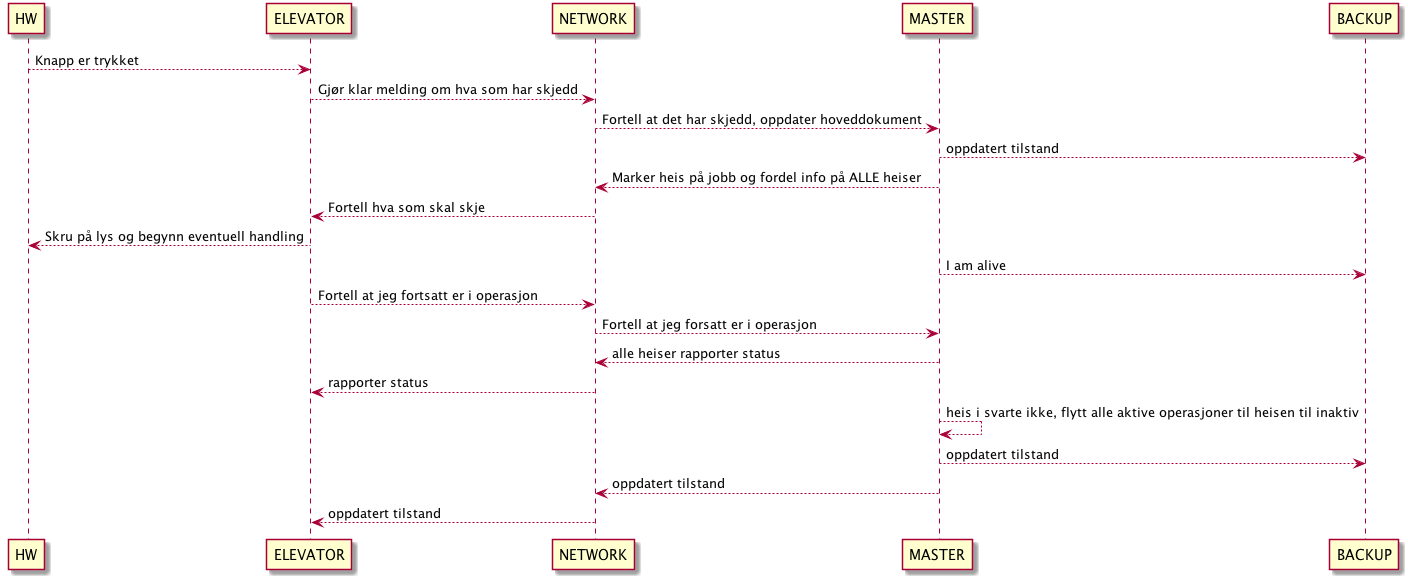 HW ELEVATOR NETWORK MASTER BACKUP
Knapp er trykket
Gjør klar melding om hva som har skjedd
Fortell at det har skjedd, oppdater hoveddokument
oppdatert tilstand
Marker heis på jobb og fordel info på ALLE heiser
Fortell hva som skal skje
Skru på lys og begynn eventuell handling
I am alive
Fortell at jeg fortsatt er i operasjon
Fortell at jeg forsatt er i operasjon
alle heiser rapporter status
rapporter status
heis i svarte ikke, flytt alle aktive operasjoner til heisen til inaktiv
oppdatert tilstand
oppdatert tilstand
oppdatert tilstand
HW ELEVATOR NETWORK MASTER BACKUP